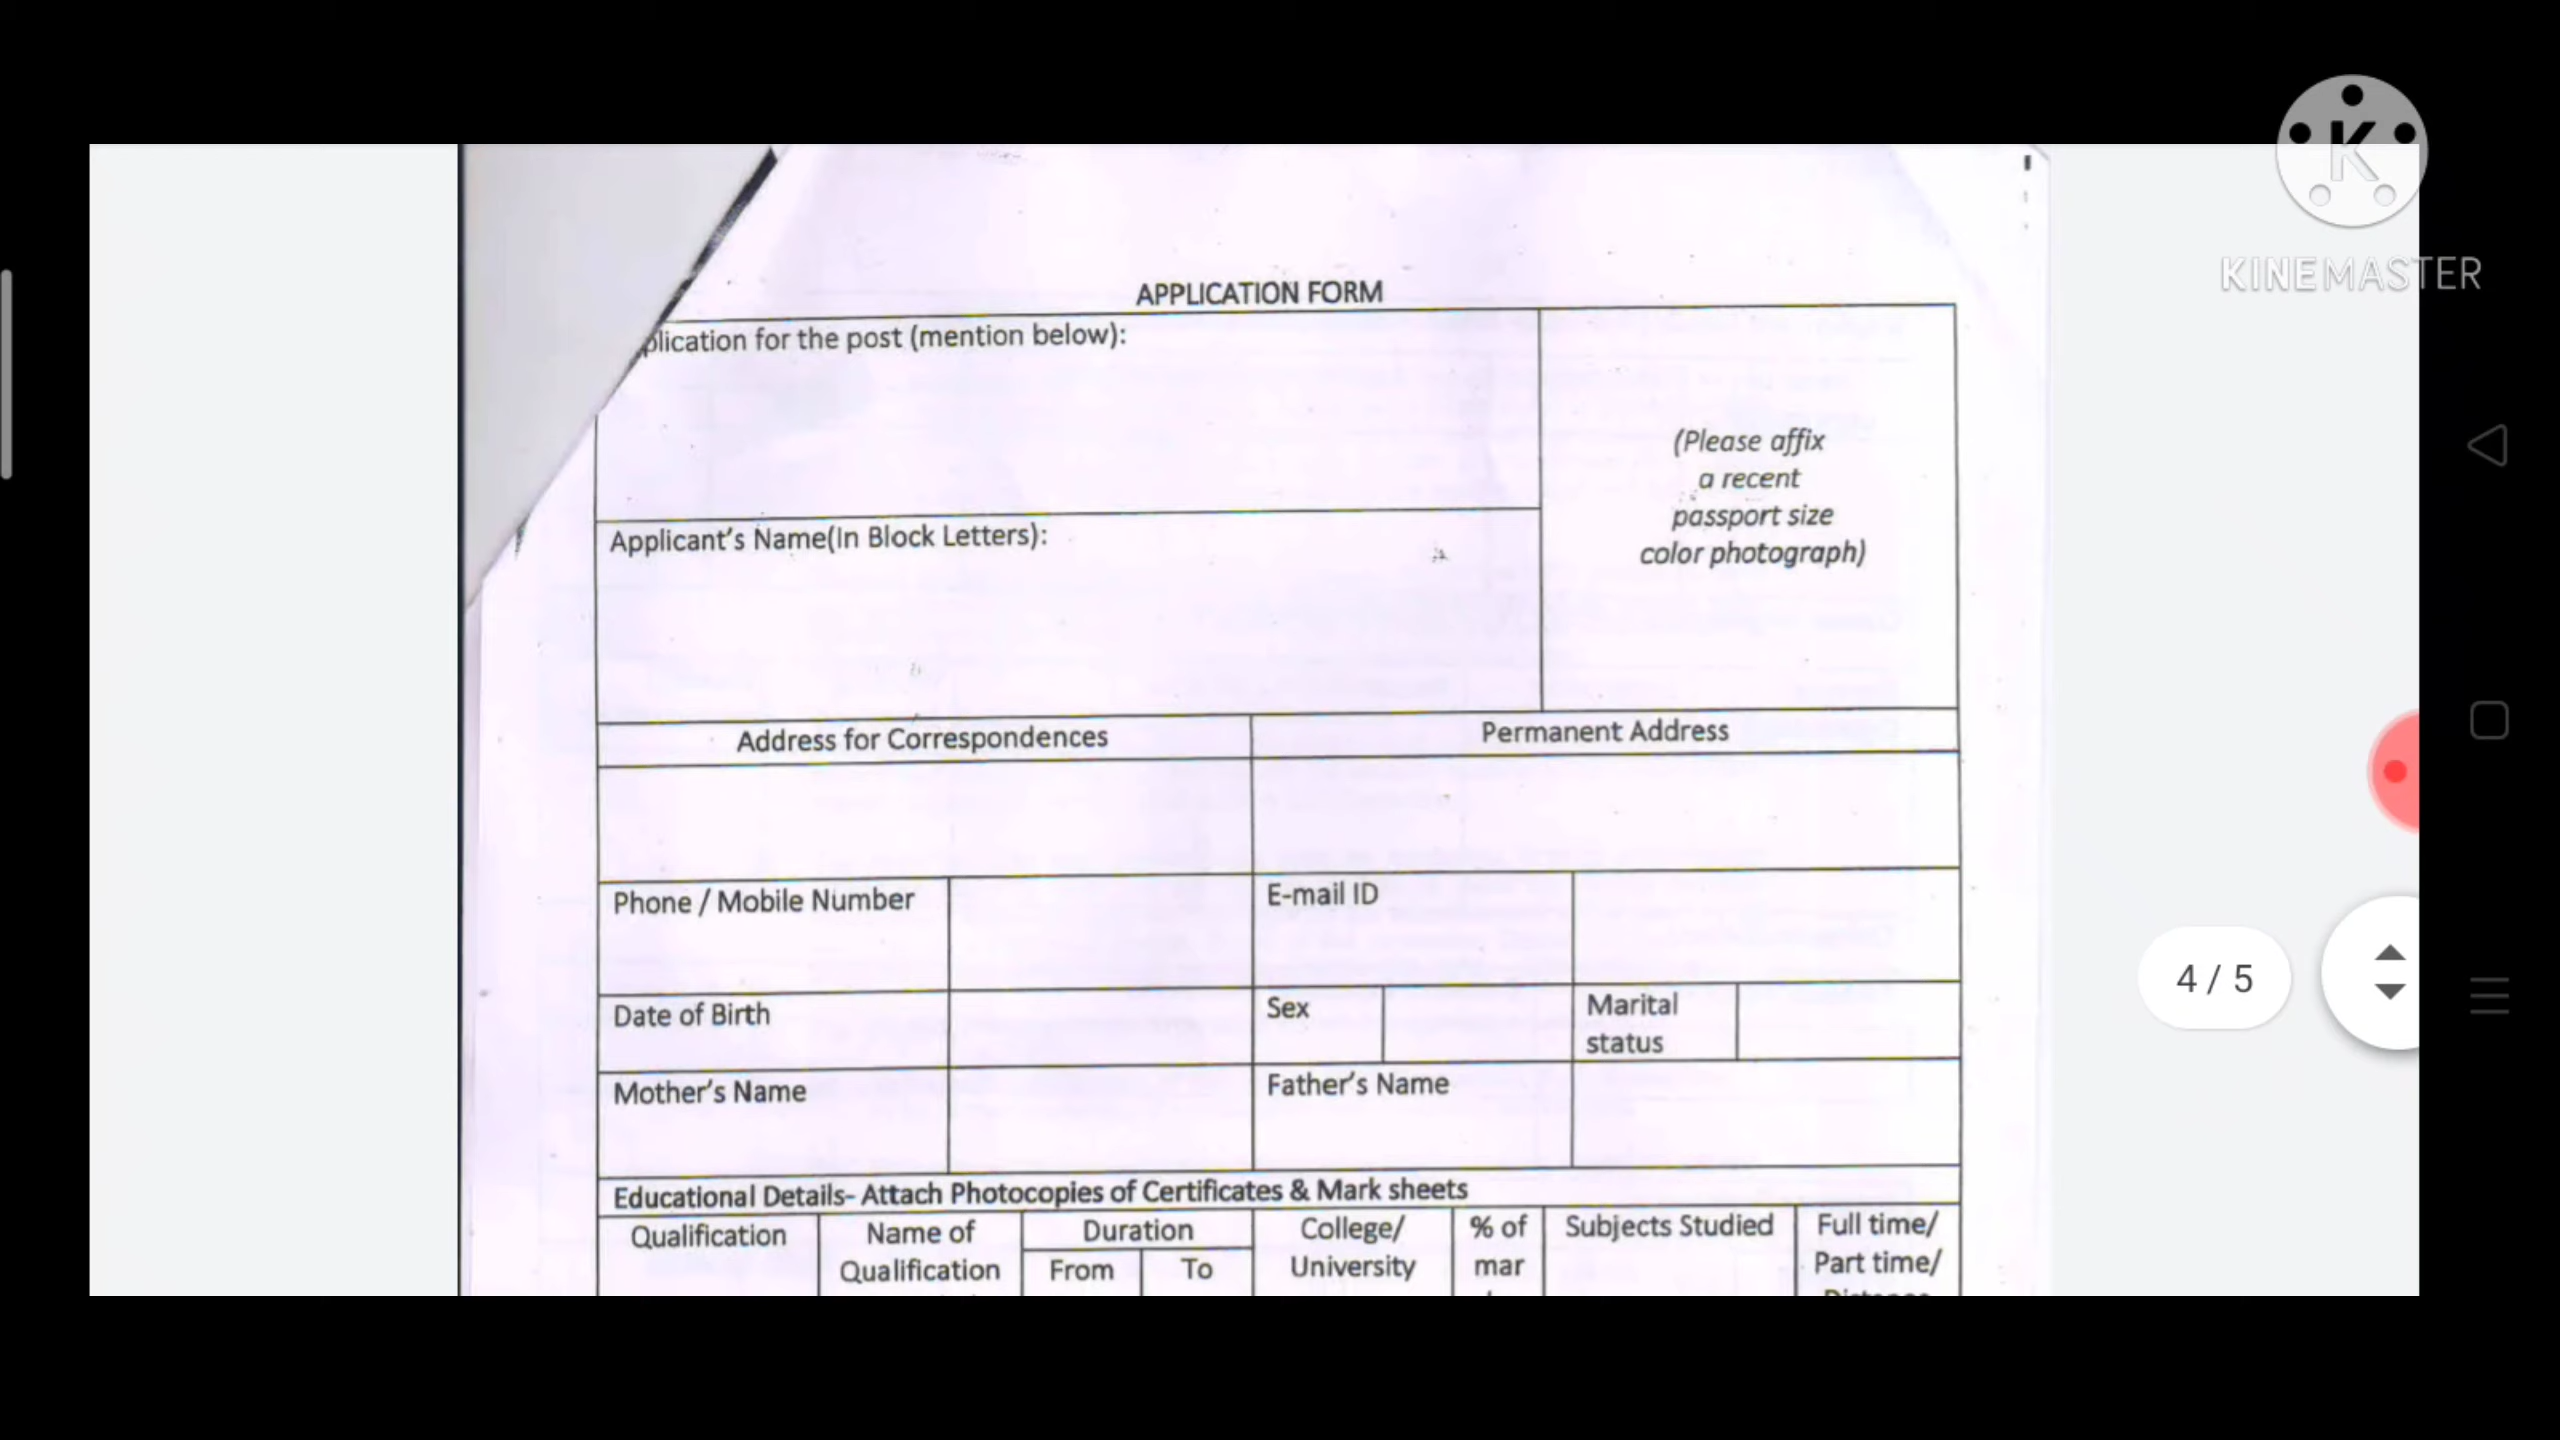 KINEMASTER
APPLICATION FORM
plication for the post (mention below):
(Please affix
a recent
passport size
color photograph)
Applicant's Name(In Block Letters):
Address for Correspondences
Permanent Address
Phone / Mobile Number
E-mail ID
Date of Birth
Sex
Marital
status
Mother's Name
Father's Name
4 / 5
Educational Details- Attach Photocopies of Certificates & Mark sheets
Qualification
Name of
Qualification
Duration
From To
College/
University
% of
mar
Subjects Studied
Full time/
Part time/